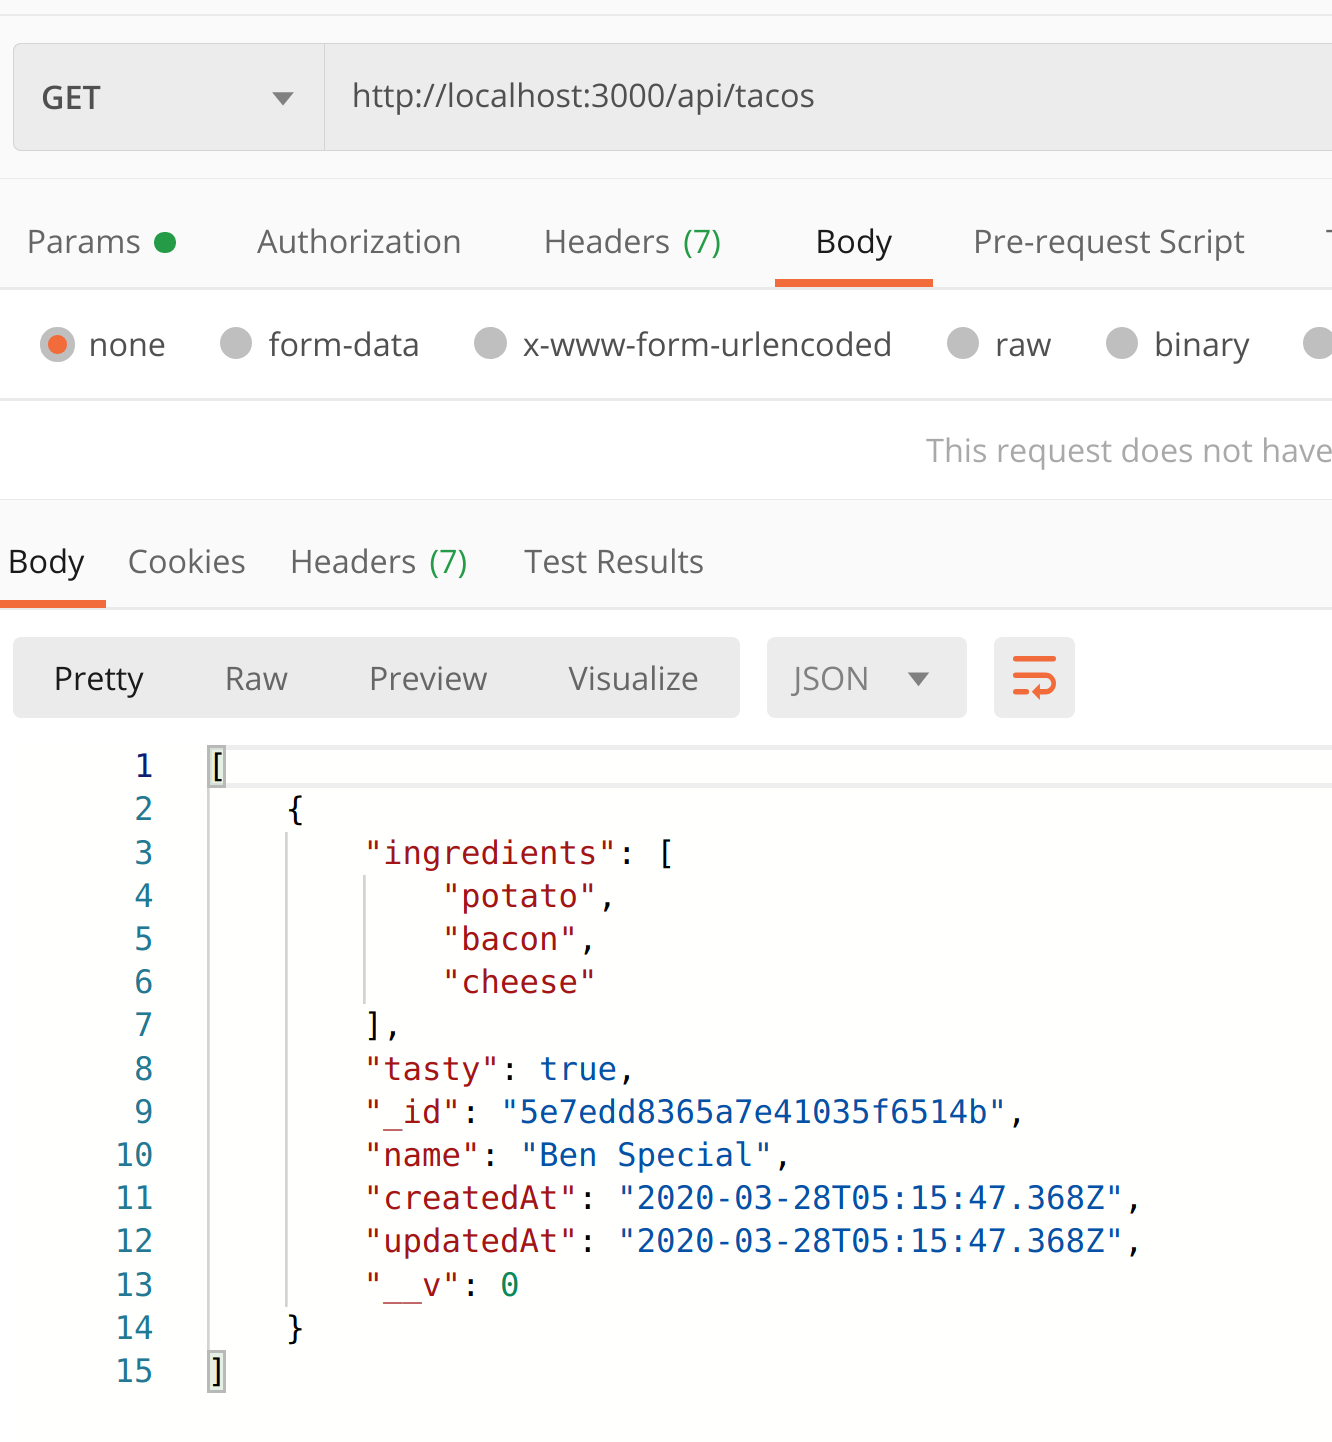 GET http://localhost:3000/api/tacos
Params Authorization Headers (7) Body Pre-request Script
none form-data x-www-form-urlencoded raw binary
This request does not have
Body Cookies Headers (7) Test Results
Pretty Raw Preview Visualize JSON
1 [
2 {
3 "ingredients": [
4 "potato",
5 "bacon",
6 "cheese"
7 ],
8 "tasty": true,
9 "_id": "5e7edd8365a7e41035f6514b",
10 "name": "Ben Special",
11 "createdAt": "2020-03-28T05:15:47.368Z",
12 "updatedAt": "2020-03-28T05:15:47.368Z",
13 "__v": 0
14 }
15 ]